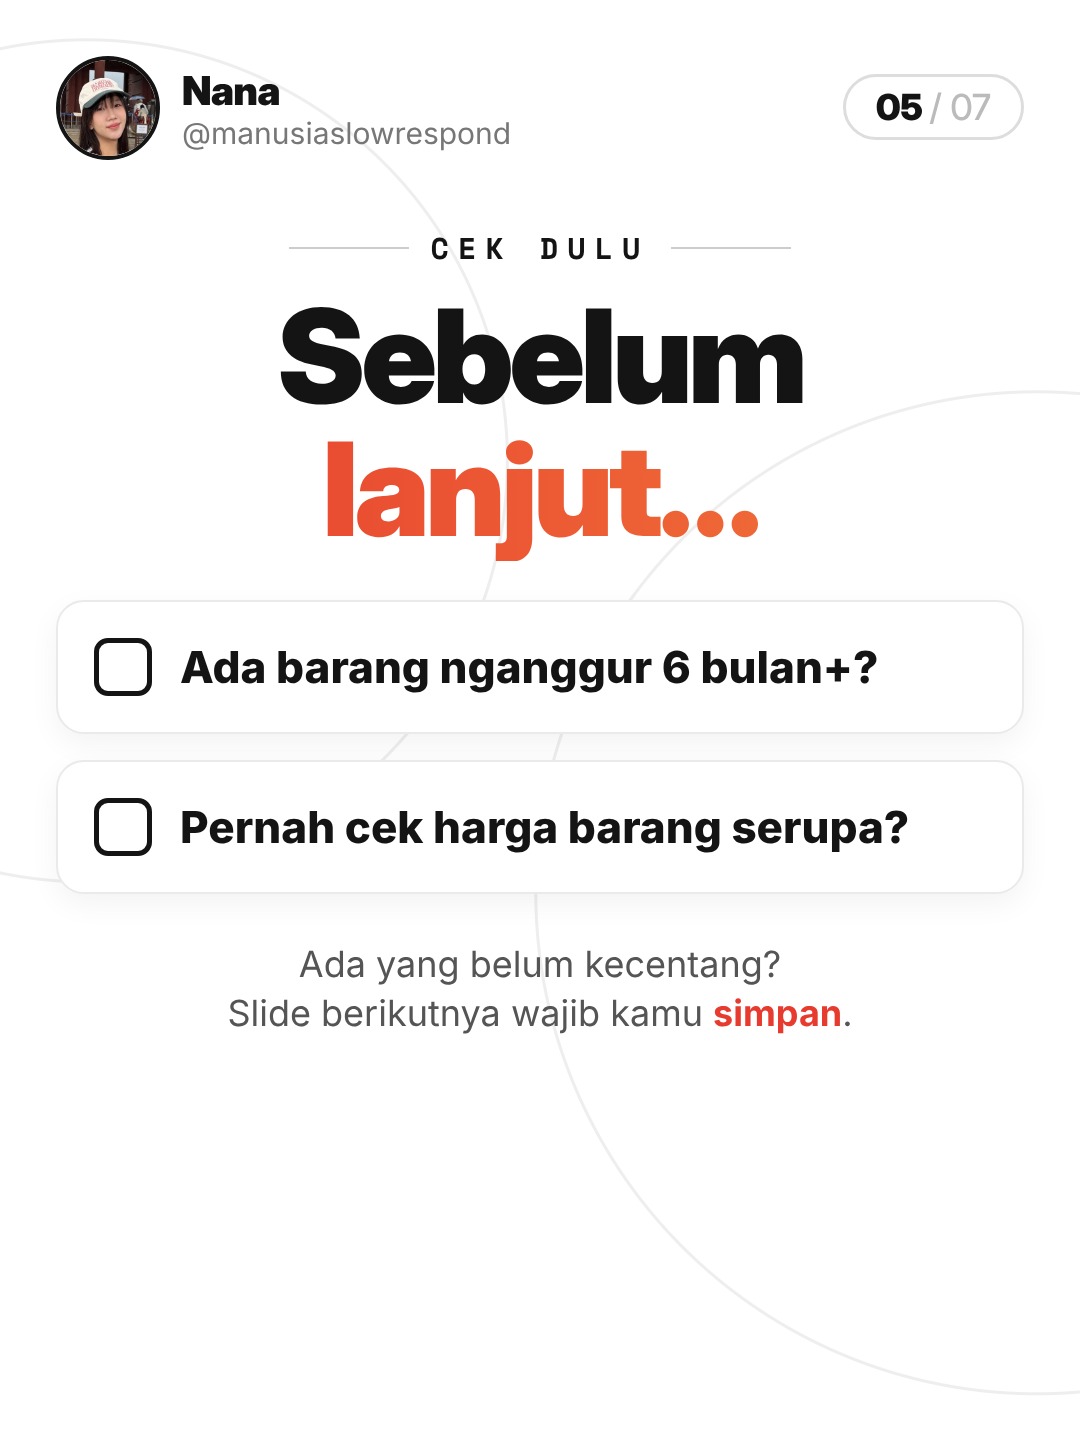 Nana
@manusiaslowrespond
05 / 07
CEK DULU
Sebelum
lanjut...
Ada barang nganggur 6 bulan+?
Pernah cek harga barang serupa?
Ada yang belum kecentang?
Slide berikutnya wajib kamu simpan.